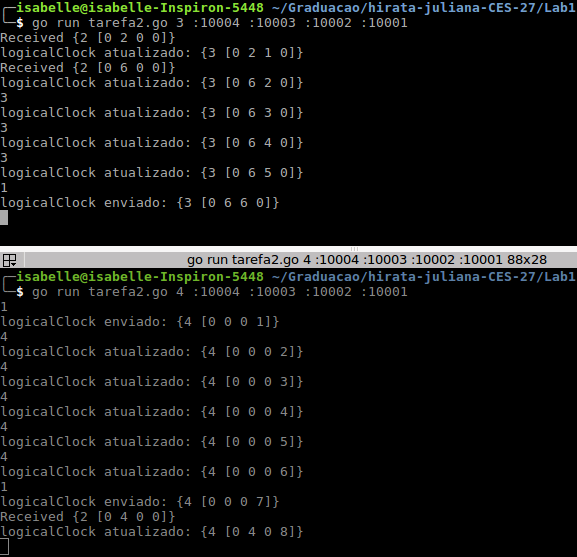 ┌─isabelle@isabelle-Inspiron-5448 ~/Graduacao/hirata-juliana-CES-27/Lab1
└─$ go run tarefa2.go 3 :10004 :10003 :10002 :10001
Received {2 [0 2 0 0]}
logicalClock atualizado: {3 [0 2 1 0]}
Received {2 [0 6 0 0]}
logicalClock atualizado: {3 [0 6 2 0]}
3
logicalClock atualizado: {3 [0 6 3 0]}
3
logicalClock atualizado: {3 [0 6 4 0]}
3
logicalClock atualizado: {3 [0 6 5 0]}
1
logicalClock enviado: {3 [0 6 6 0]}
go run tarefa2.go 4 :10004 :10003 :10002 :10001 88x28
┌─isabelle@isabelle-Inspiron-5448 ~/Graduacao/hirata-juliana-CES-27/Lab1
└─$ go run tarefa2.go 4 :10004 :10003 :10002 :10001
1
logicalClock enviado: {4 [0 0 0 1]}
4
logicalClock atualizado: {4 [0 0 0 2]}
4
logicalClock atualizado: {4 [0 0 0 3]}
4
logicalClock atualizado: {4 [0 0 0 4]}
4
logicalClock atualizado: {4 [0 0 0 5]}
4
logicalClock atualizado: {4 [0 0 0 6]}
1
logicalClock enviado: {4 [0 0 0 7]}
Received {2 [0 4 0 0]}
logicalClock atualizado: {4 [0 4 0 8]}